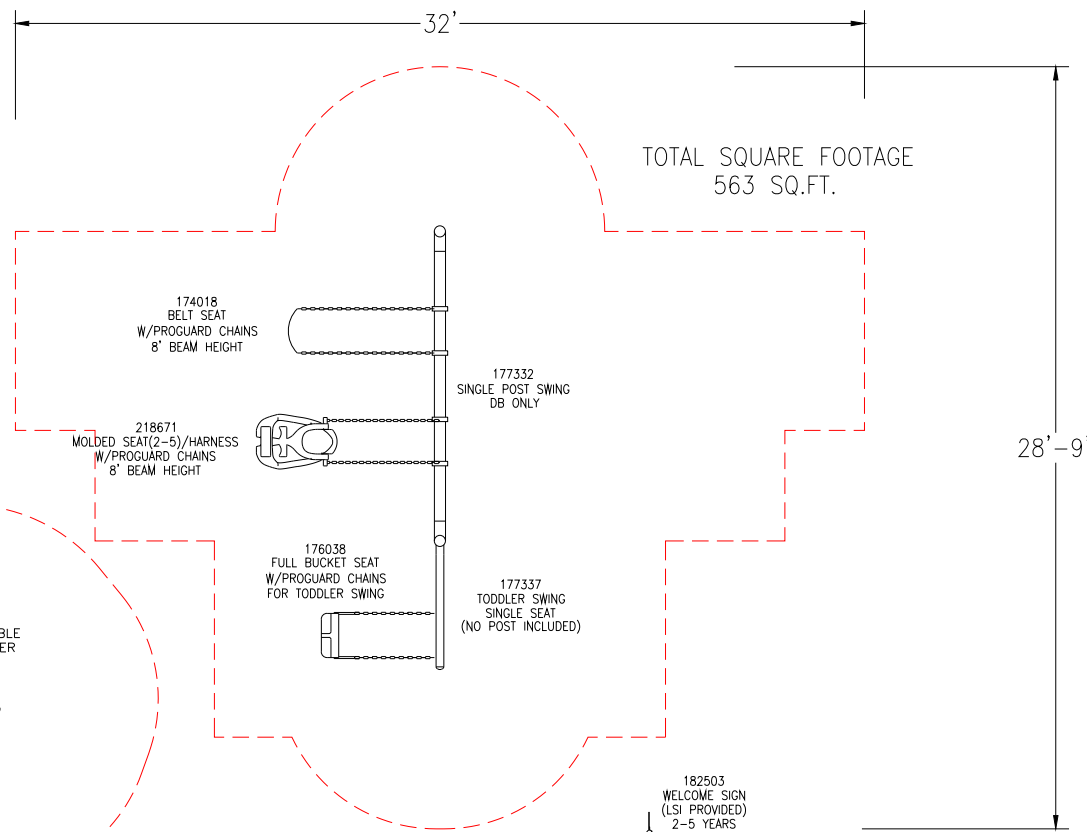 32'
TOTAL SQUARE FOOTAGE
563 SQ.FT.
174018
BELT SEAT
W/PROGUARD CHAINS
8' BEAM HEIGHT
177332
SINGLE POST SWING
DB ONLY
218671
MOLDED SEAT(2-5)/HARNESS
W/PROGUARD CHAINS
8' BEAM HEIGHT
28'-9'
176038
FULL BUCKET SEAT
W/PROGUARD CHAINS
FOR TODDLER SWING
177337
TODDLER SWING
SINGLE SEAT
(NO POST INCLUDED)
BLE
ER
182503
WELCOME SIGN
(LSI PROVIDED)
2-5 YEARS